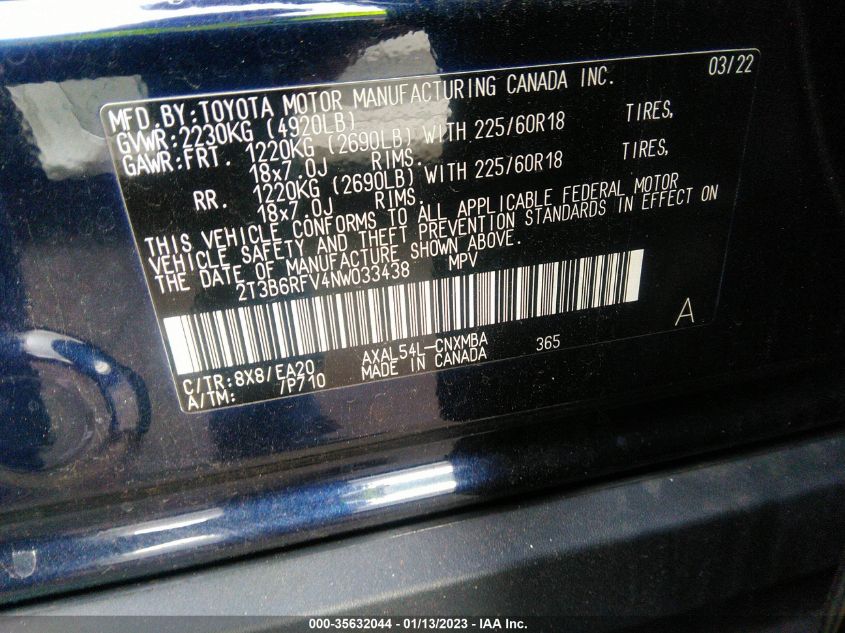 03/22
MFD. BY: TOYOTA MOTOR MANUFACTURING CANADA INC.
GVWR: 2230KG (4920LB)
GAWR: FRT. 1220KG (2690LB) WITH 225/60R18 TIRES,
18x7.0J RIMS.
RR. 1220KG (2690LB) WITH 225/60R18 TIRES,
18x7.0J RIMS.
THIS VEHICLE CONFORMS TO ALL APPLICABLE FEDERAL MOTOR
VEHICLE SAFETY AND THEFT PREVENTION STANDARDS IN EFFECT ON
THE DATE OF MANUFACTURE SHOWN ABOVE.
2T3B6RFV4NW033438 MPV
A
C/TR: 8X8/EA20 AXAL54L-CNXMBA 365
A/TM: 7P710 MADE IN CANADA
000-35632044 / 01/13/2023 - IAA Inc.